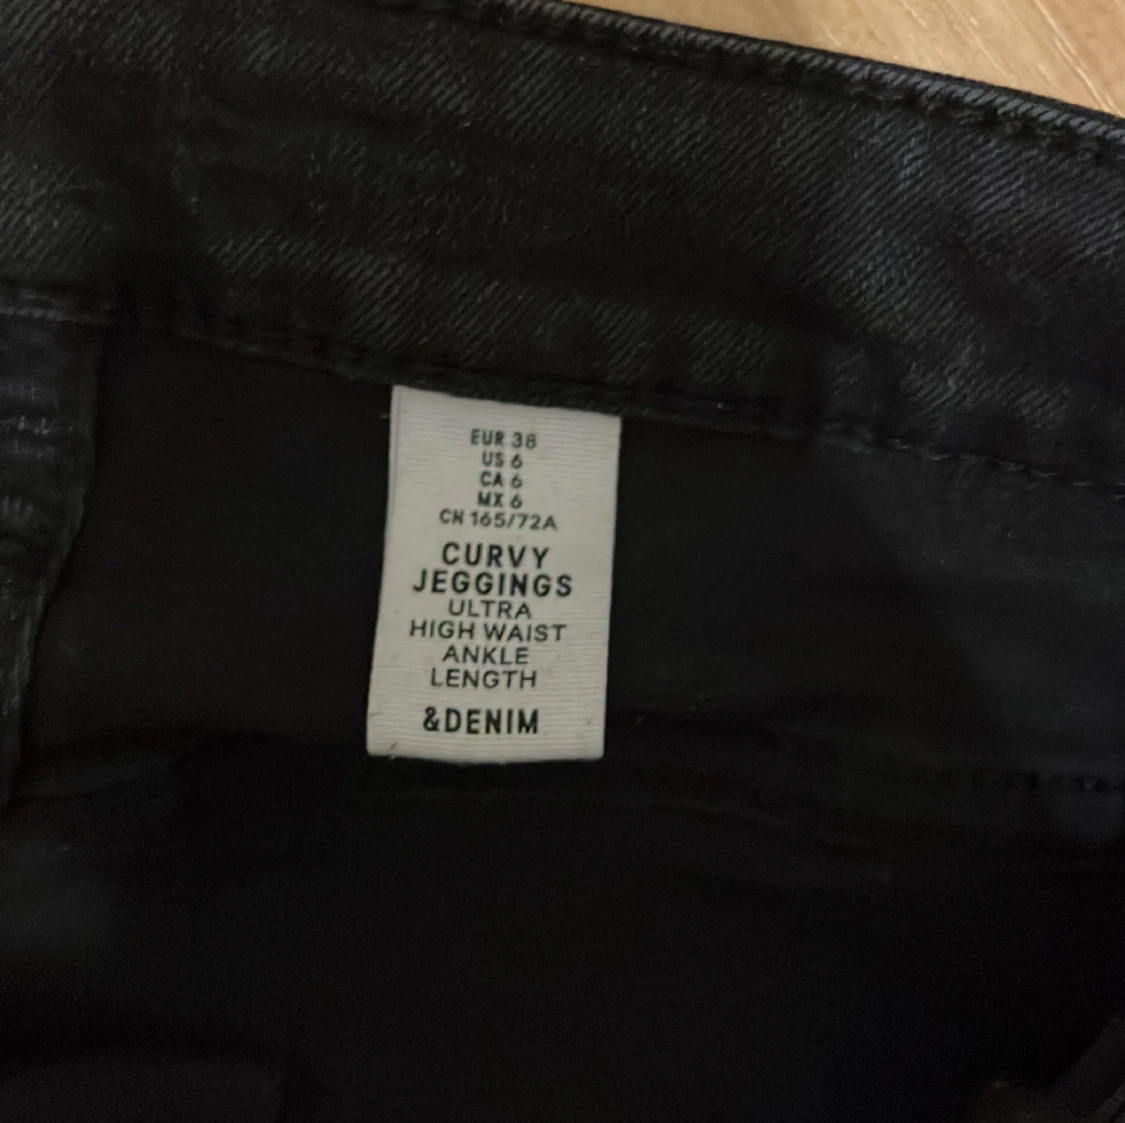 EUR 38
US 6
CA 6
MX 6
CN 165/72A
CURVY
JEGGINGS
ULTRA
HIGH WAIST
ANKLE
LENGTH
&DENIM